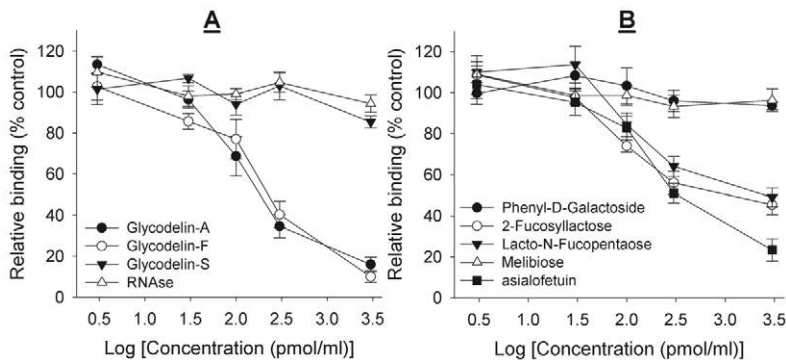 A
Relative binding (% control)
120
100
80
60
40
20
0
Glycodelin-A
Glycodelin-F
Glycodelin-S
RNAse
0.5 1.0 1.5 2.0 2.5 3.0 3.5
Log [Concentration (pmol/ml)]
B
Relative binding (% control)
120
100
80
60
40
20
0
Phenyl-D-Galactoside
2-Fucosyllactose
Lacto-N-Fucopentaose
Melibiose
asialofetuin
0.5 1.0 1.5 2.0 2.5 3.0 3.5
Log [Concentration (pmol/ml)]